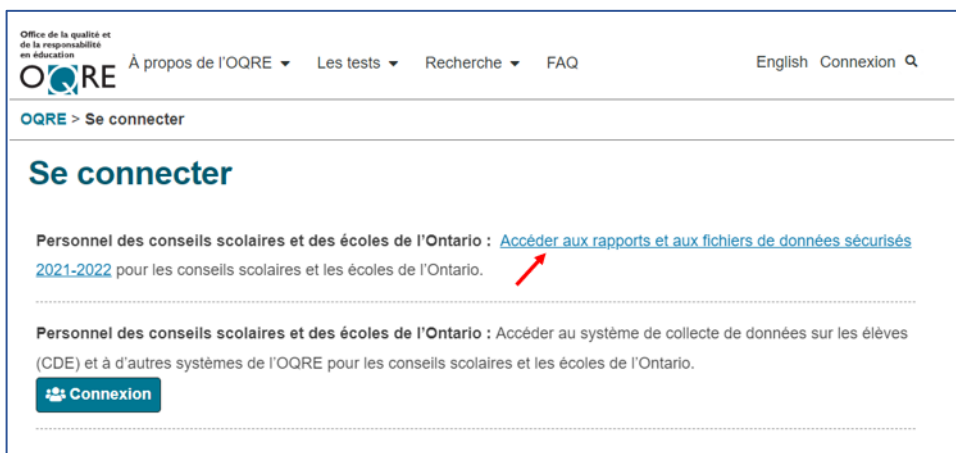 Office de la qualité et
de la responsabilité
en éducation
OQRE
À propos de l'OQRE Les tests Recherche FAQ English Connexion
OQRE > Se connecter
Se connecter
Personnel des conseils scolaires et des écoles de l'Ontario : Accéder aux rapports et aux fichiers de données sécurisés
2021-2022 pour les conseils scolaires et les écoles de l'Ontario.
Personnel des conseils scolaires et des écoles de l'Ontario : Accéder au système de collecte de données sur les élèves
(CDE) et à d'autres systèmes de l'OQRE pour les conseils scolaires et les écoles de l'Ontario.
Connexion